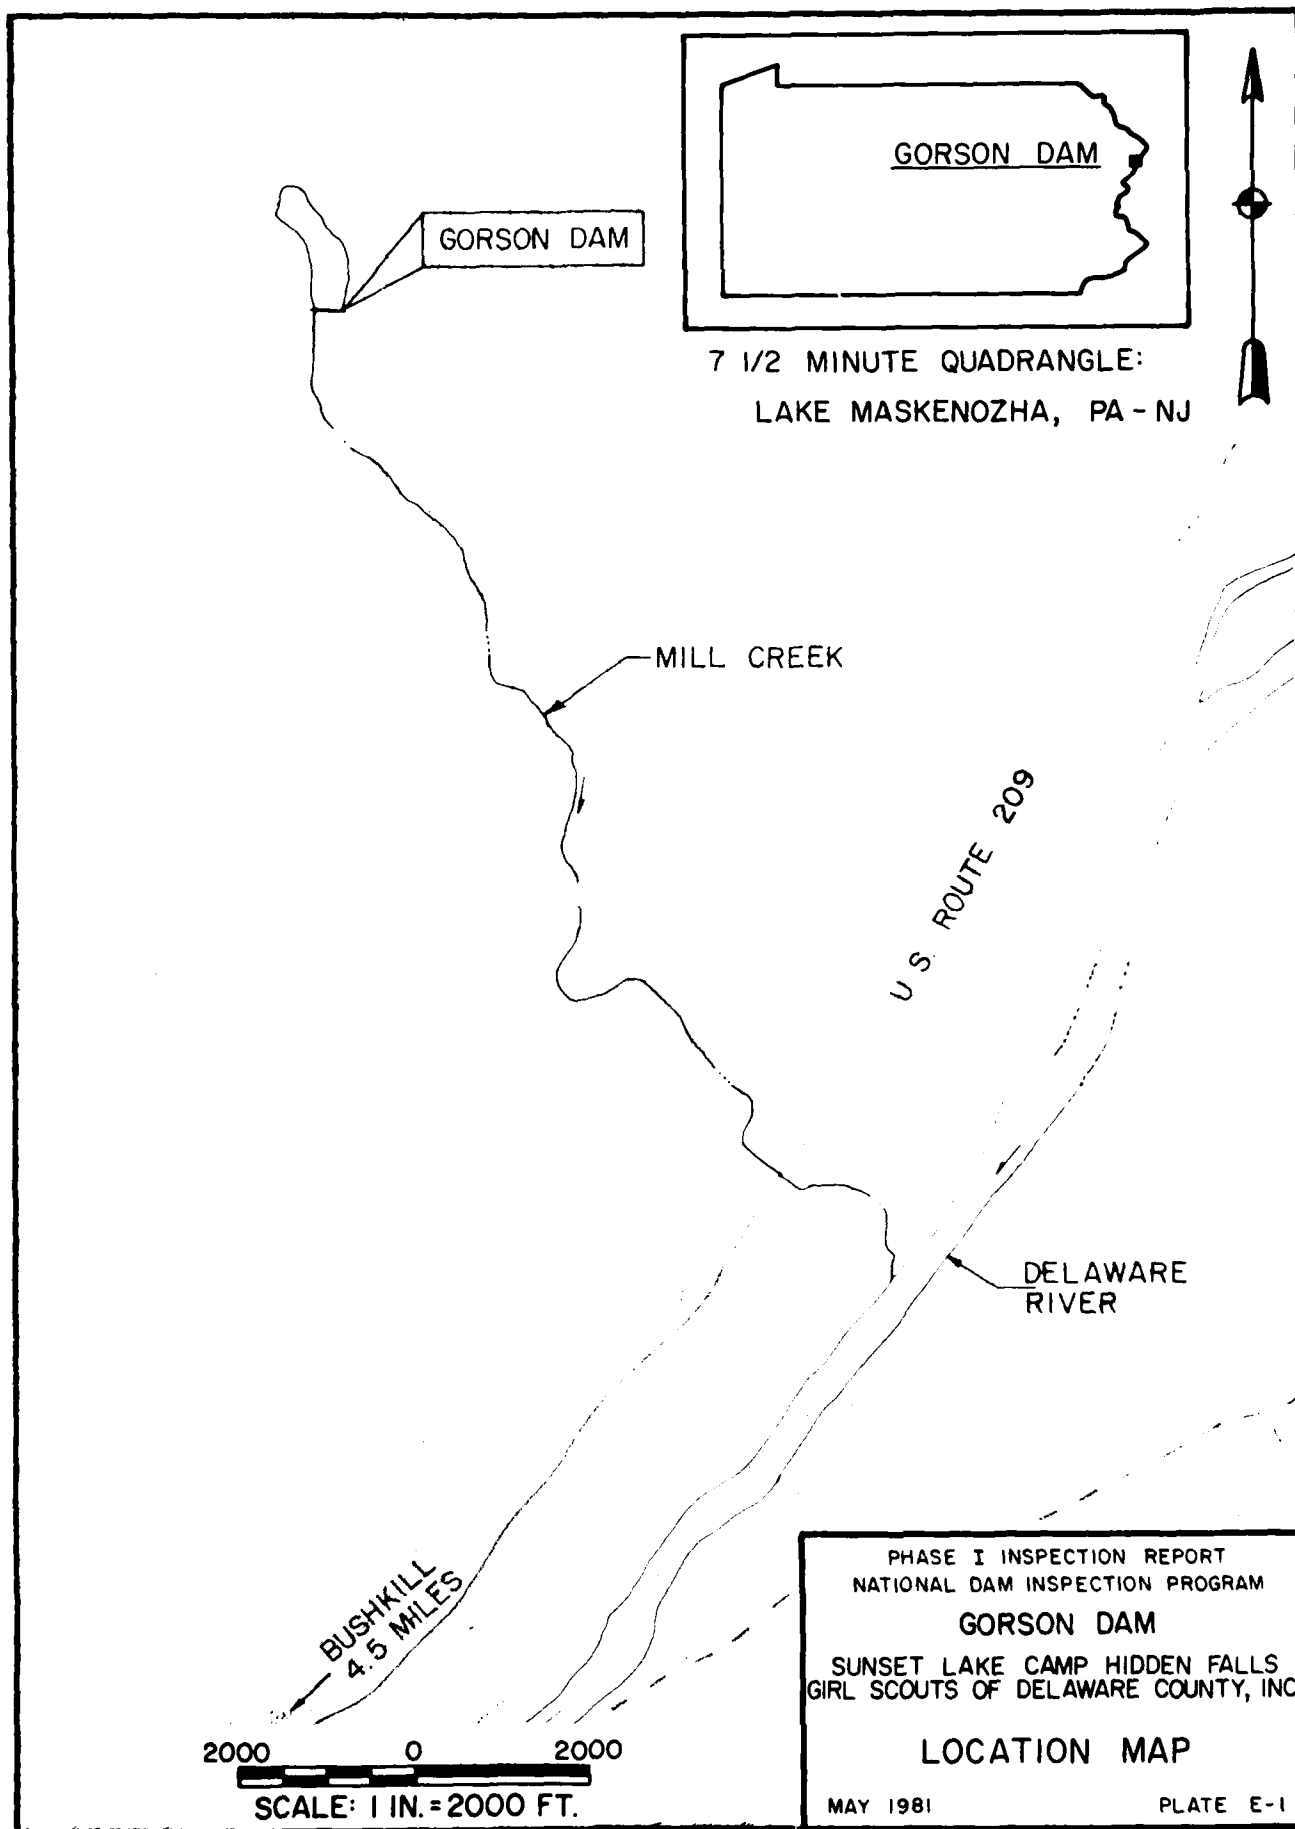 GORSON DAM
GORSON DAM
7 1/2 MINUTE QUADRANGLE:
LAKE MASKENOZHA, PA - NJ
MILL CREEK
U.S. ROUTE 209
DELAWARE
RIVER
BUSHKILL
4.5 MILES
2000 0 2000
SCALE: 1 IN. = 2000 FT.
PHASE I INSPECTION REPORT
NATIONAL DAM INSPECTION PROGRAM
GORSON DAM
SUNSET LAKE CAMP HIDDEN FALLS
GIRL SCOUTS OF DELAWARE COUNTY, INC
LOCATION MAP
MAY 1981 PLATE E-1